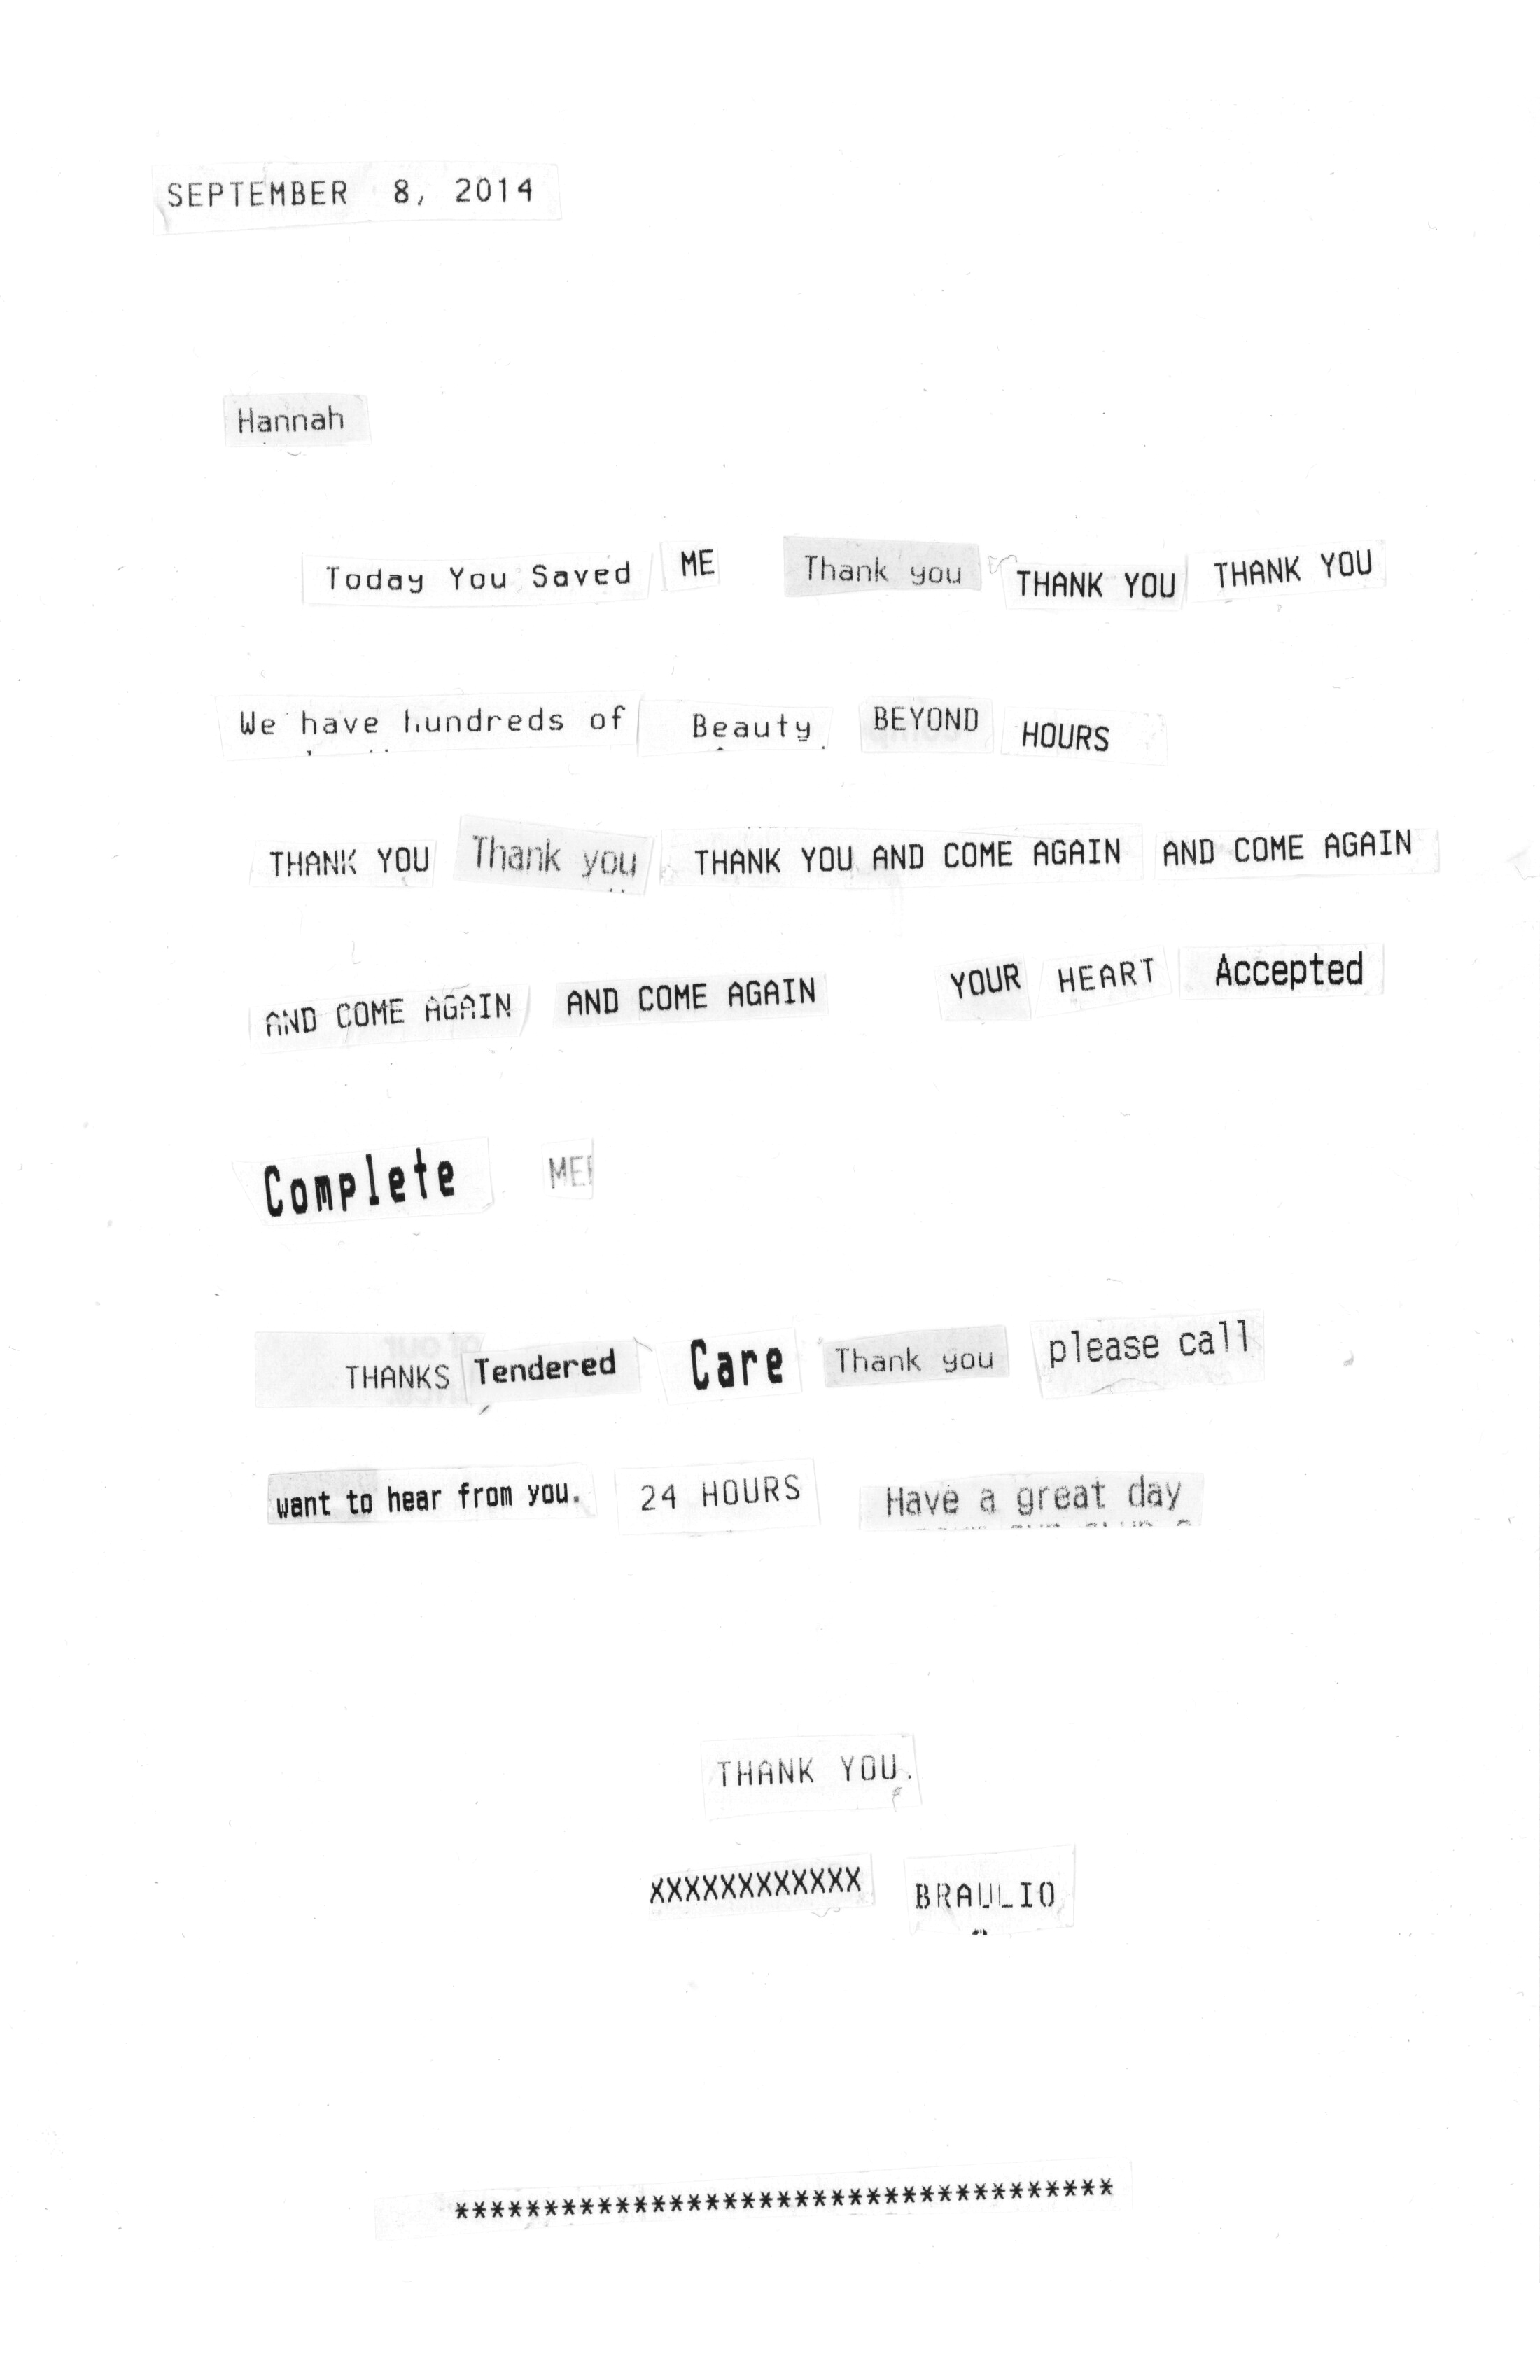 SEPTEMBER 8, 2014
Hannah
Today You Saved ME Thank you THANK YOU THANK YOU
We have hundreds of Beauty BEYOND HOURS
THANK YOU Thank you THANK YOU AND COME AGAIN AND COME AGAIN
AND COME AGAIN AND COME AGAIN YOUR HEART Accepted
Complete ME
THANKS Tendered Care Thank you please call
want to hear from you. 24 HOURS Have a great day
THANK YOU.
XXXXXXXXXXXX BRAULIO
*************************************